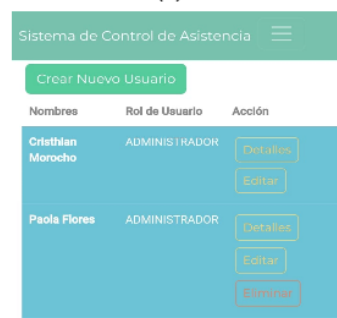 Sistema de Control de Asistencia
Crear Nuevo Usuario
Nombres Rol de Usuario Acción
Cristhian Morocho ADMINISTRADOR Detalles
Editar
Paola Flores ADMINISTRADOR Detalles
Editar
Eliminar